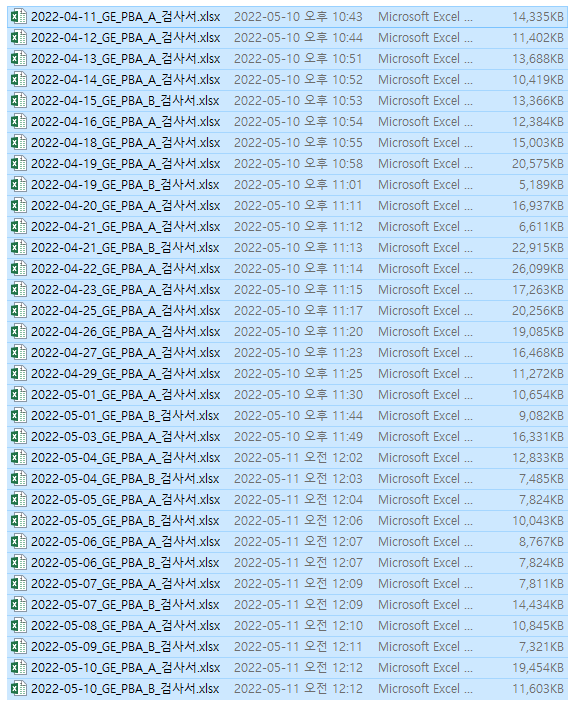 2022-04-11_GE_PBA_A_검사서.xlsx 2022-05-10 오후 10:43 Microsoft Excel ... 14,335KB
2022-04-12_GE_PBA_A_검사서.xlsx 2022-05-10 오후 10:44 Microsoft Excel ... 11,402KB
2022-04-13_GE_PBA_A_검사서.xlsx 2022-05-10 오후 10:51 Microsoft Excel ... 13,688KB
2022-04-14_GE_PBA_A_검사서.xlsx 2022-05-10 오후 10:52 Microsoft Excel ... 10,419KB
2022-04-15_GE_PBA_B_검사서.xlsx 2022-05-10 오후 10:53 Microsoft Excel ... 13,366KB
2022-04-16_GE_PBA_A_검사서.xlsx 2022-05-10 오후 10:54 Microsoft Excel ... 12,384KB
2022-04-18_GE_PBA_A_검사서.xlsx 2022-05-10 오후 10:55 Microsoft Excel ... 15,003KB
2022-04-19_GE_PBA_A_검사서.xlsx 2022-05-10 오후 10:58 Microsoft Excel ... 20,575KB
2022-04-19_GE_PBA_B_검사서.xlsx 2022-05-10 오후 11:01 Microsoft Excel ... 5,189KB
2022-04-20_GE_PBA_A_검사서.xlsx 2022-05-10 오후 11:11 Microsoft Excel ... 16,937KB
2022-04-21_GE_PBA_A_검사서.xlsx 2022-05-10 오후 11:12 Microsoft Excel ... 6,611KB
2022-04-21_GE_PBA_B_검사서.xlsx 2022-05-10 오후 11:13 Microsoft Excel ... 22,915KB
2022-04-22_GE_PBA_A_검사서.xlsx 2022-05-10 오후 11:14 Microsoft Excel ... 26,099KB
2022-04-23_GE_PBA_A_검사서.xlsx 2022-05-10 오후 11:15 Microsoft Excel ... 17,263KB
2022-04-25_GE_PBA_A_검사서.xlsx 2022-05-10 오후 11:17 Microsoft Excel ... 20,256KB
2022-04-26_GE_PBA_A_검사서.xlsx 2022-05-10 오후 11:20 Microsoft Excel ... 19,085KB
2022-04-27_GE_PBA_A_검사서.xlsx 2022-05-10 오후 11:23 Microsoft Excel ... 16,468KB
2022-04-29_GE_PBA_A_검사서.xlsx 2022-05-10 오후 11:25 Microsoft Excel ... 11,272KB
2022-05-01_GE_PBA_A_검사서.xlsx 2022-05-10 오후 11:30 Microsoft Excel ... 10,654KB
2022-05-01_GE_PBA_B_검사서.xlsx 2022-05-10 오후 11:44 Microsoft Excel ... 9,082KB
2022-05-03_GE_PBA_A_검사서.xlsx 2022-05-10 오후 11:49 Microsoft Excel ... 16,331KB
2022-05-04_GE_PBA_A_검사서.xlsx 2022-05-11 오전 12:02 Microsoft Excel ... 12,833KB
2022-05-04_GE_PBA_B_검사서.xlsx 2022-05-11 오전 12:03 Microsoft Excel ... 7,485KB
2022-05-05_GE_PBA_A_검사서.xlsx 2022-05-11 오전 12:04 Microsoft Excel ... 7,824KB
2022-05-05_GE_PBA_B_검사서.xlsx 2022-05-11 오전 12:06 Microsoft Excel ... 10,043KB
2022-05-06_GE_PBA_A_검사서.xlsx 2022-05-11 오전 12:07 Microsoft Excel ... 8,767KB
2022-05-06_GE_PBA_B_검사서.xlsx 2022-05-11 오전 12:07 Microsoft Excel ... 7,824KB
2022-05-07_GE_PBA_A_검사서.xlsx 2022-05-11 오전 12:09 Microsoft Excel ... 7,811KB
2022-05-07_GE_PBA_B_검사서.xlsx 2022-05-11 오전 12:09 Microsoft Excel ... 14,434KB
2022-05-08_GE_PBA_A_검사서.xlsx 2022-05-11 오전 12:10 Microsoft Excel ... 10,845KB
2022-05-09_GE_PBA_B_검사서.xlsx 2022-05-11 오전 12:11 Microsoft Excel ... 7,321KB
2022-05-10_GE_PBA_A_검사서.xlsx 2022-05-11 오전 12:12 Microsoft Excel ... 19,454KB
2022-05-10_GE_PBA_B_검사서.xlsx 2022-05-11 오전 12:12 Microsoft Excel ... 11,603KB